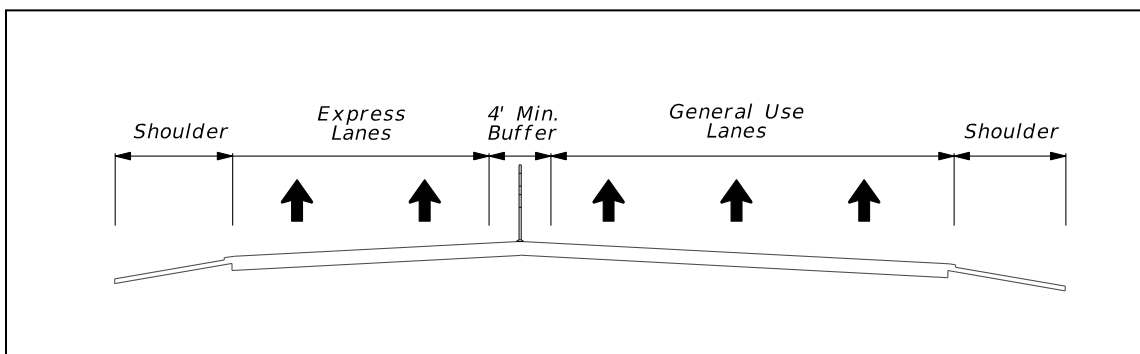 Shoulder
Express
Lanes
4' Min.
Buffer
General Use
Lanes
Shoulder